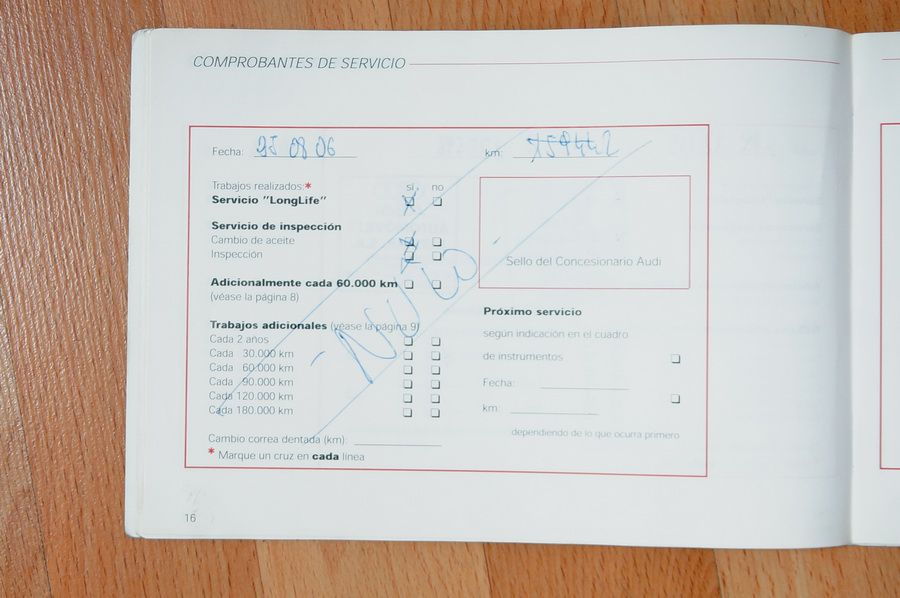 COMPROBANTES DE SERVICIO
Fecha: 25 08 06 km: 159442
Trabajos realizados:* sí no
Servicio "LongLife"
Servicio de inspección
Cambio de aceite
Inspección
Sello del Concesionario Audi
Adicionalmente cada 60.000 km
(véase la página 8)
NULO
Trabajos adicionales (véase la página 9)
Cada 2 años
Cada 30.000 km
Cada 60.000 km
Cada 90.000 km
Cada 120.000 km
Cada 180.000 km
Cambio correa dentada (km):
* Marque un cruz en cada línea
Próximo servicio
según indicación en el cuadro
de instrumentos
Fecha:
km:
dependiendo de lo que ocurra primero
16